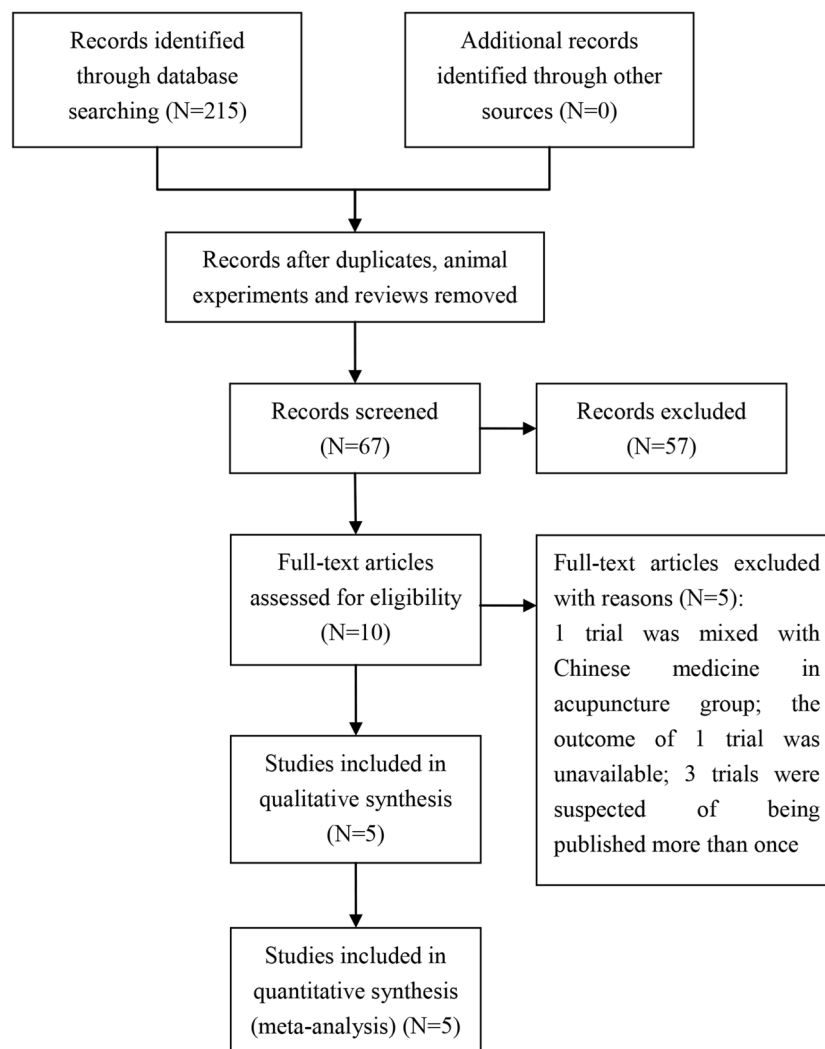 Records identified
through database
searching (N=215)
Additional records
identified through other
sources (N=0)
Records after duplicates, animal
experiments and reviews removed
Records screened
(N=67)
Records excluded
(N=57)
Full-text articles
assessed for eligibility
(N=10)
Full-text articles excluded
with reasons (N=5):
1 trial was mixed with
Chinese medicine in
acupuncture group; the
outcome of 1 trial was
unavailable; 3 trials were
suspected of being
published more than once
Studies included in
qualitative synthesis
(N=5)
Studies included in
quantitative synthesis
(meta-analysis) (N=5)